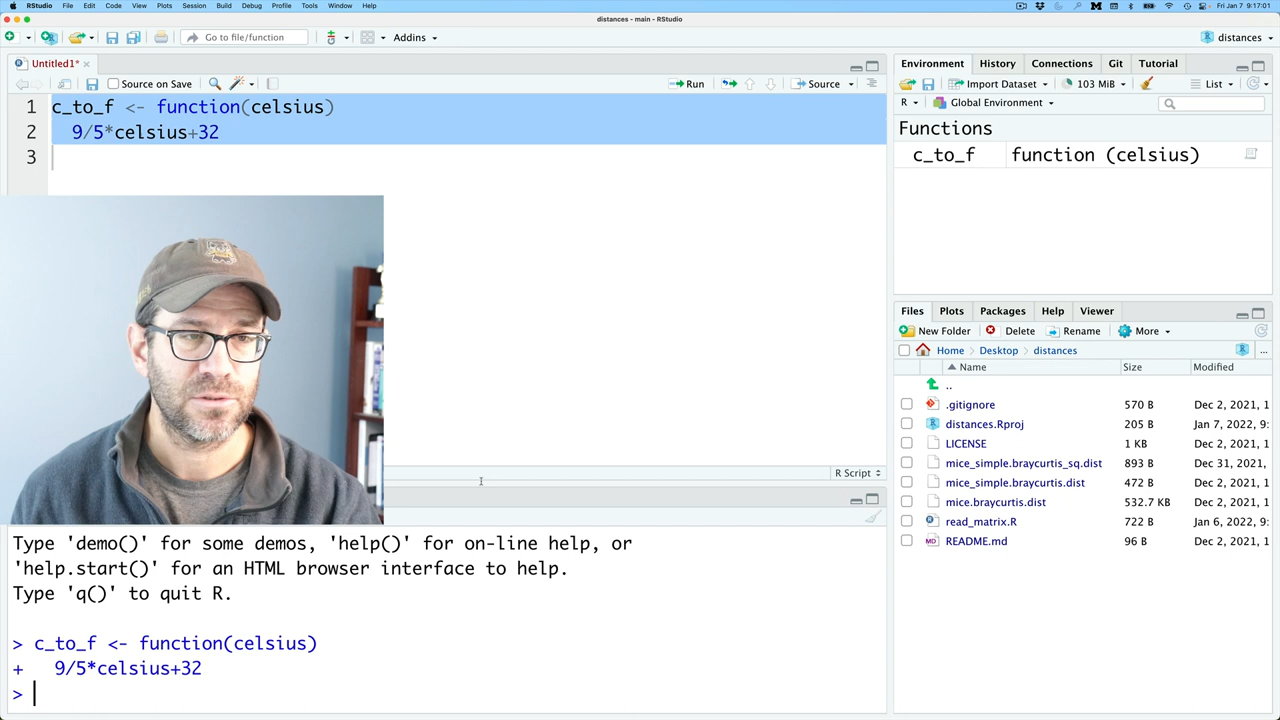 RStudio File Edit Code View Plots Session Build Debug Profile Tools Window Help Fri Jan 7 9:17:01
distances - main - RStudio
Go to file/function Addins distances
Untitled1*
Source on Save Run Source
1 c_to_f <- function(celsius)
2 9/5*celsius+32
3
R Script
Type 'demo()' for some demos, 'help()' for on-line help, or
'help.start()' for an HTML browser interface to help.
Type 'q()' to quit R.
> c_to_f <- function(celsius)
+ 9/5*celsius+32
>
Environment History Connections Git Tutorial
Import Dataset 103 MiB List
R Global Environment
Functions
c_to_f function (celsius)
Files Plots Packages Help Viewer
New Folder Delete Rename More
Home Desktop distances ...
Name Size Modified
..
.gitignore 570 B Dec 2, 2021, 1
distances.Rproj 205 B Jan 7, 2022, 9:
LICENSE 1 KB Dec 2, 2021, 1
mice_simple.braycurtis_sq.dist 893 B Dec 31, 2021,
mice_simple.braycurtis.dist 472 B Dec 2, 2021, 1
mice.braycurtis.dist 532.7 KB Dec 2, 2021, 1
read_matrix.R 722 B Jan 6, 2022, 9:
README.md 96 B Dec 2, 2021, 1